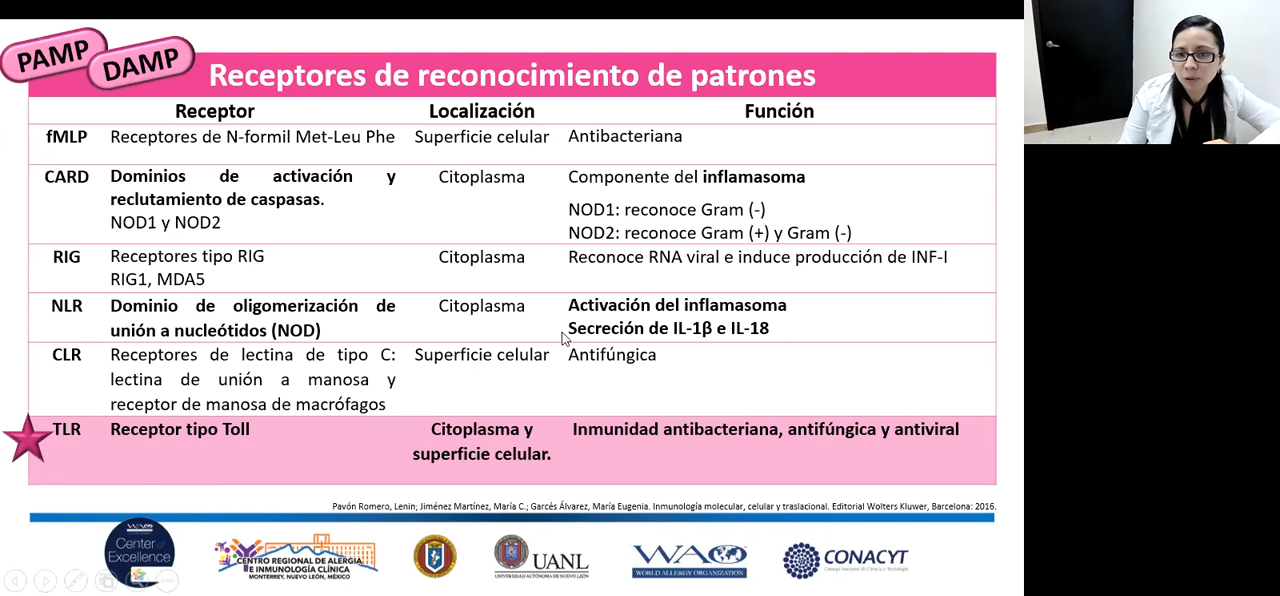 PAMP
DAMP
Receptores de reconocimiento de patrones
Receptor Localización Función
fMLP Receptores de N-formil Met-Leu Phe Superficie celular Antibacteriana
CARD Dominios de activación y Citoplasma Componente del inflamasoma
reclutamiento de caspasas.
NOD1 y NOD2 NOD1: reconoce Gram (-)
NOD2: reconoce Gram (+) y Gram (-)
RIG Receptores tipo RIG Citoplasma Reconoce RNA viral e induce producción de INF-I
RIG1, MDA5
NLR Dominio de oligomerización de Citoplasma Activación del inflamasoma
unión a nucleótidos (NOD) Secreción de IL-1β e IL-18
CLR Receptores de lectina de tipo C: Superficie celular Antifúngica
lectina de unión a manosa y
receptor de manosa de macrófagos
TLR Receptor tipo Toll Citoplasma y Inmunidad antibacteriana, antifúngica y antiviral
superficie celular.
Pavón Romero, Lenin; Jiménez Martínez, María C.; Garcés Álvarez, María Eugenia. Inmunología molecular, celular y traslacional. Editorial Wolters Kluwer, Barcelona: 2016.
Center of
Excellence
CENTRO REGIONAL DE ALERGIA
E INMUNOLOGÍA CLÍNICA
MONTERREY, NUEVO LEÓN, MÉXICO
UANL
UNIVERSIDAD AUTÓNOMA DE NUEVO LEÓN
WAO
WORLD ALLERGY ORGANIZATION
CONACYT
Consejo Nacional de Ciencia y Tecnología